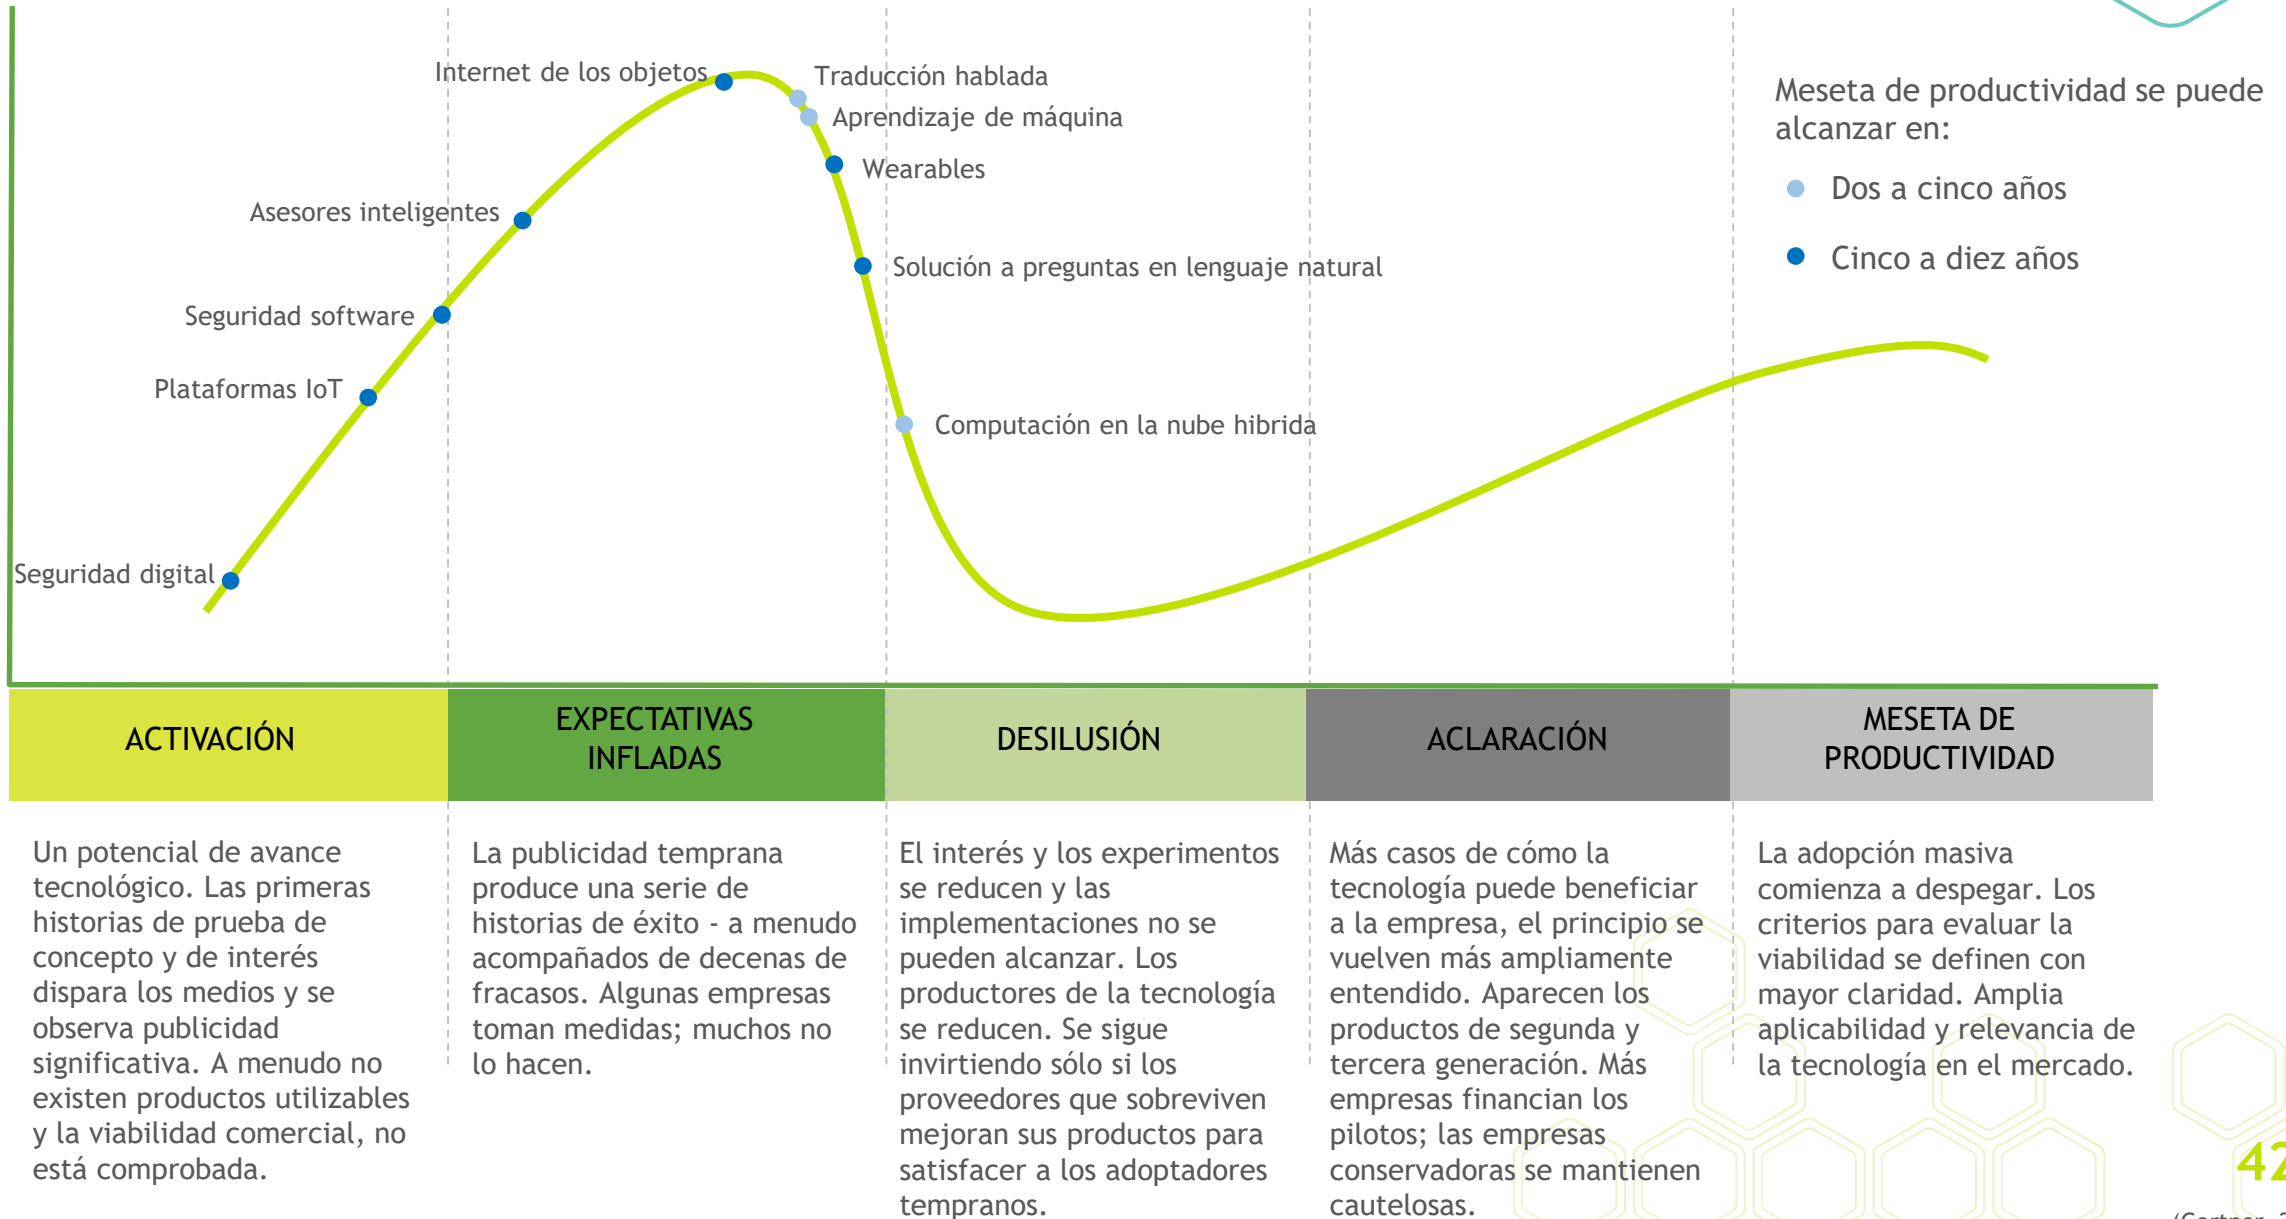 Internet de los objetos
Traducción hablada
Aprendizaje de máquina
Wearables
Asesores inteligentes
Solución a preguntas en lenguaje natural
Seguridad software
Plataformas IoT
Computación en la nube hibrida
Seguridad digital
Meseta de productividad se puede
alcanzar en:
Dos a cinco años
Cinco a diez años
ACTIVACIÓN
EXPECTATIVAS
INFLADAS
DESILUSIÓN
ACLARACIÓN
MESETA DE
PRODUCTIVIDAD
Un potencial de avance
tecnológico. Las primeras
historias de prueba de
concepto y de interés
dispara los medios y se
observa publicidad
significativa. A menudo no
existen productos utilizables
y la viabilidad comercial, no
está comprobada.
La publicidad temprana
produce una serie de
historias de éxito - a menudo
acompañados de decenas de
fracasos. Algunas empresas
toman medidas; muchos no
lo hacen.
El interés y los experimentos
se reducen y las
implementaciones no se
pueden alcanzar. Los
productores de la tecnología
se reducen. Se sigue
invirtiendo sólo si los
proveedores que sobreviven
mejoran sus productos para
satisfacer a los adoptadores
tempranos.
Más casos de cómo la
tecnología puede beneficiar
a la empresa, el principio se
vuelven más ampliamente
entendido. Aparecen los
productos de segunda y
tercera generación. Más
empresas financian los
pilotos; las empresas
conservadoras se mantienen
cautelosas.
La adopción masiva
comienza a despegar. Los
criterios para evaluar la
viabilidad se definen con
mayor claridad. Amplia
aplicabilidad y relevancia de
la tecnología en el mercado.
42